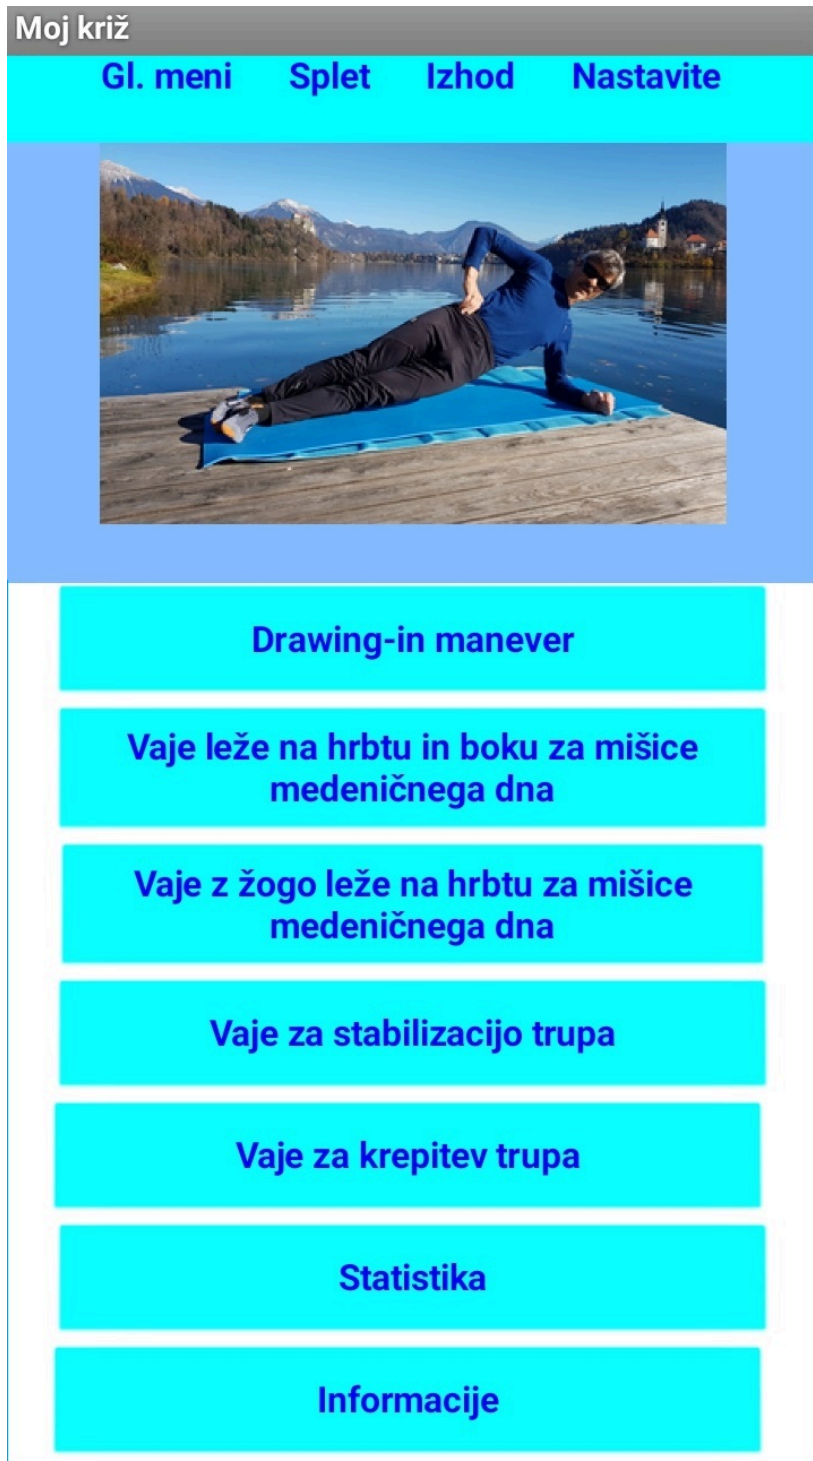 Moj križ
Gl. meni Splet Izhod Nastavite
Drawing-in manever
Vaje leže na hrbtu in boku za mišice
medeničnega dna
Vaje z žogo leže na hrbtu za mišice
medeničnega dna
Vaje za stabilizacijo trupa
Vaje za krepitev trupa
Statistika
Informacije